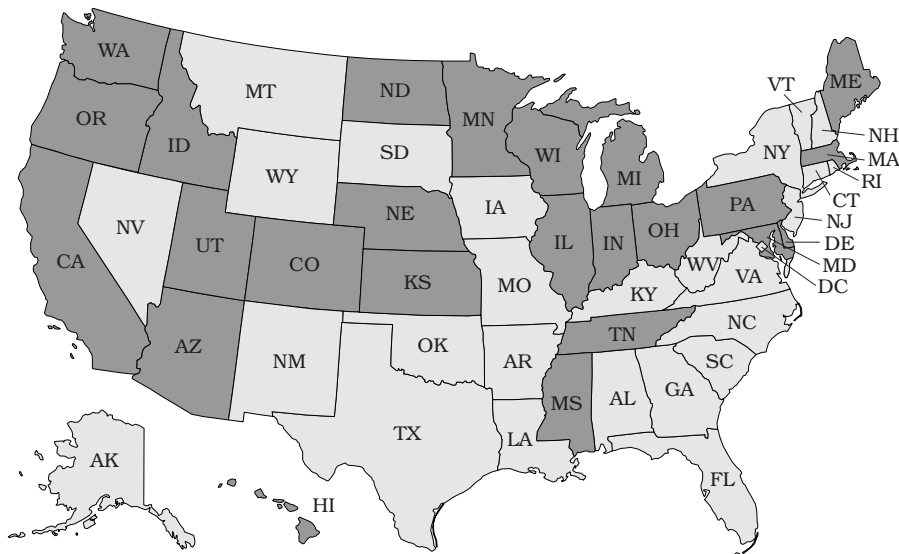 WA
MT
ND
MN
VT
ME
OR
ID
SD
WI
MI
NY
NH
MA
RI
WY
NV
NE
IA
PA
CT
NJ
UT
CO
IL
IN
OH
DE
CA
KS
MO
WV
VA
MD
DC
KY
AZ
NM
OK
AR
TN
NC
SC
TX
LA
MS
AL
GA
AK
FL
HI